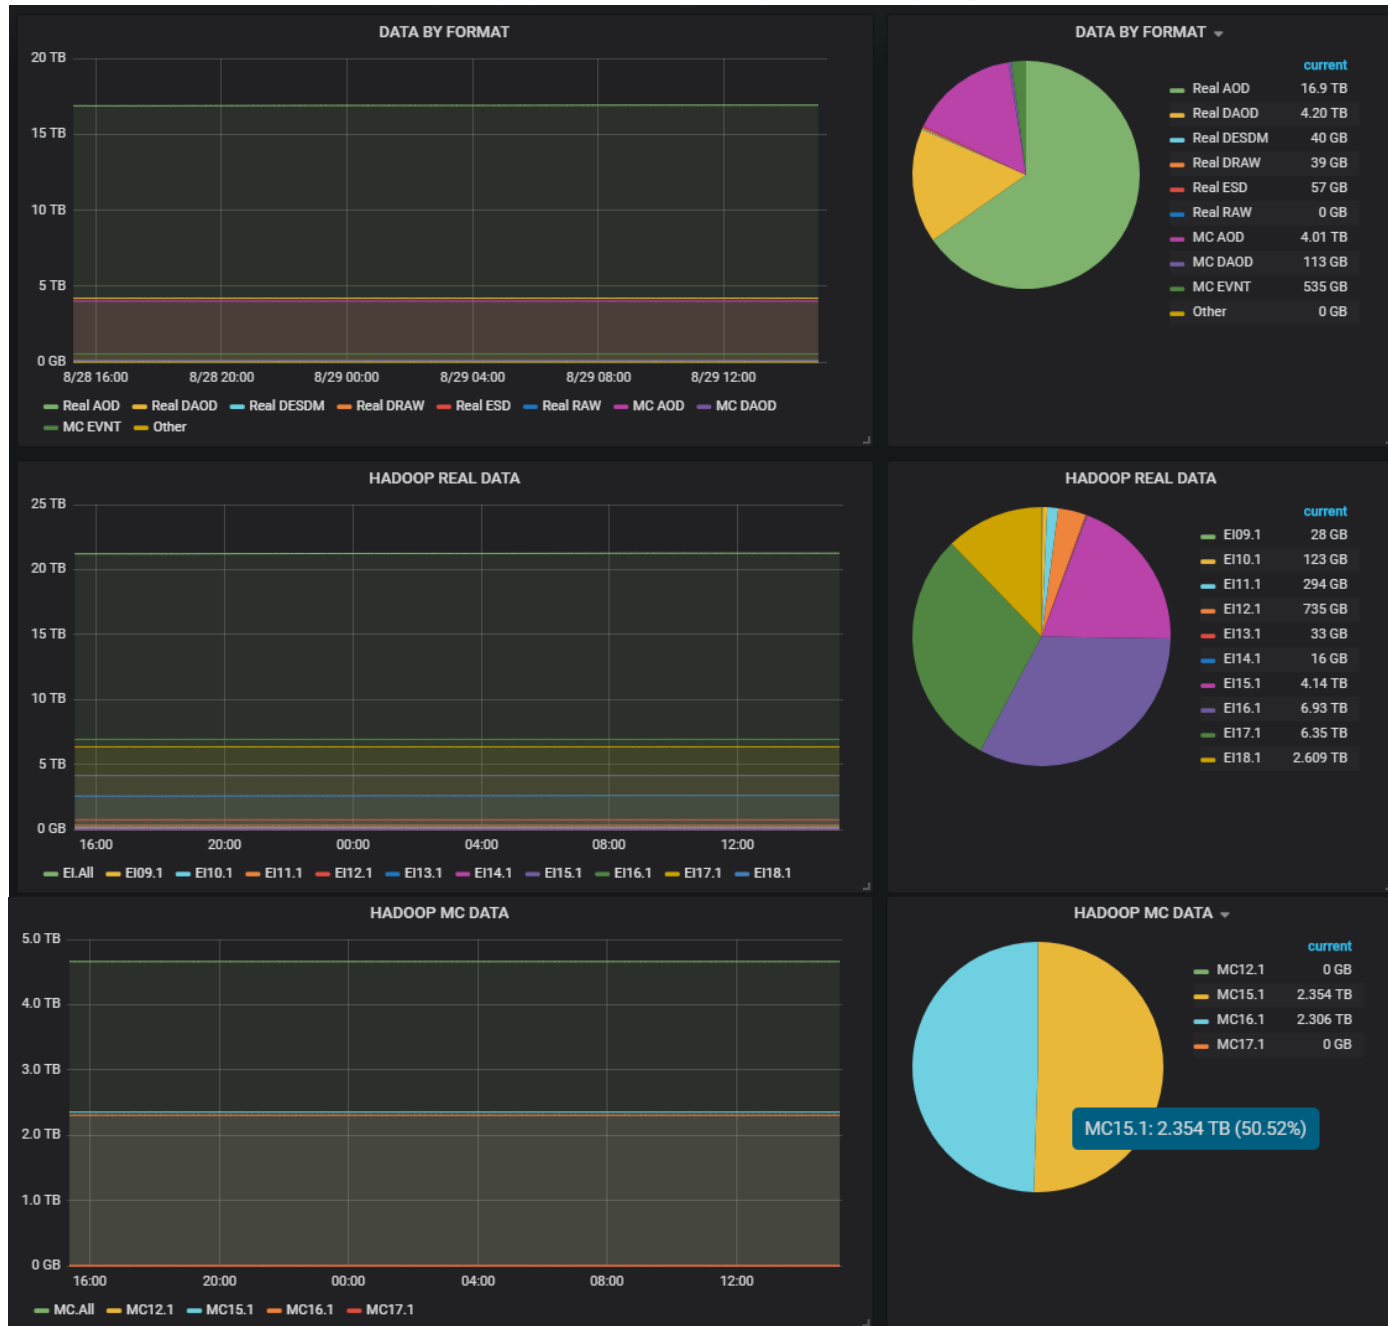 DATA BY FORMAT
20 TB
15 TB
10 TB
5 TB
0 GB
8/28 16:00 8/28 20:00 8/29 00:00 8/29 04:00 8/29 08:00 8/29 12:00
Real AOD Real DAOD Real DESDM Real DRAW Real ESD Real RAW MC AOD MC DAOD
MC EVNT Other
DATA BY FORMAT
current
Real AOD 16.9 TB
Real DAOD 4.20 TB
Real DESDM 40 GB
Real DRAW 39 GB
Real ESD 57 GB
Real RAW 0 GB
MC AOD 4.01 TB
MC DAOD 113 GB
MC EVNT 535 GB
Other 0 GB
HADOOP REAL DATA
25 TB
20 TB
15 TB
10 TB
5 TB
0 GB
16:00 20:00 00:00 04:00 08:00 12:00
EI.All EI09.1 EI10.1 EI11.1 EI12.1 EI13.1 EI14.1 EI15.1 EI16.1 EI17.1 EI18.1
HADOOP REAL DATA
current
EI09.1 28 GB
EI10.1 123 GB
EI11.1 294 GB
EI12.1 735 GB
EI13.1 33 GB
EI14.1 16 GB
EI15.1 4.14 TB
EI16.1 6.93 TB
EI17.1 6.35 TB
EI18.1 2.609 TB
HADOOP MC DATA
5.0 TB
4.0 TB
3.0 TB
2.0 TB
1.0 TB
0 GB
16:00 20:00 00:00 04:00 08:00 12:00
MC.All MC12.1 MC15.1 MC16.1 MC17.1
HADOOP MC DATA
current
MC12.1 0 GB
MC15.1 2.354 TB
MC16.1 2.306 TB
MC17.1 0 GB
MC15.1: 2.354 TB (50.52%)